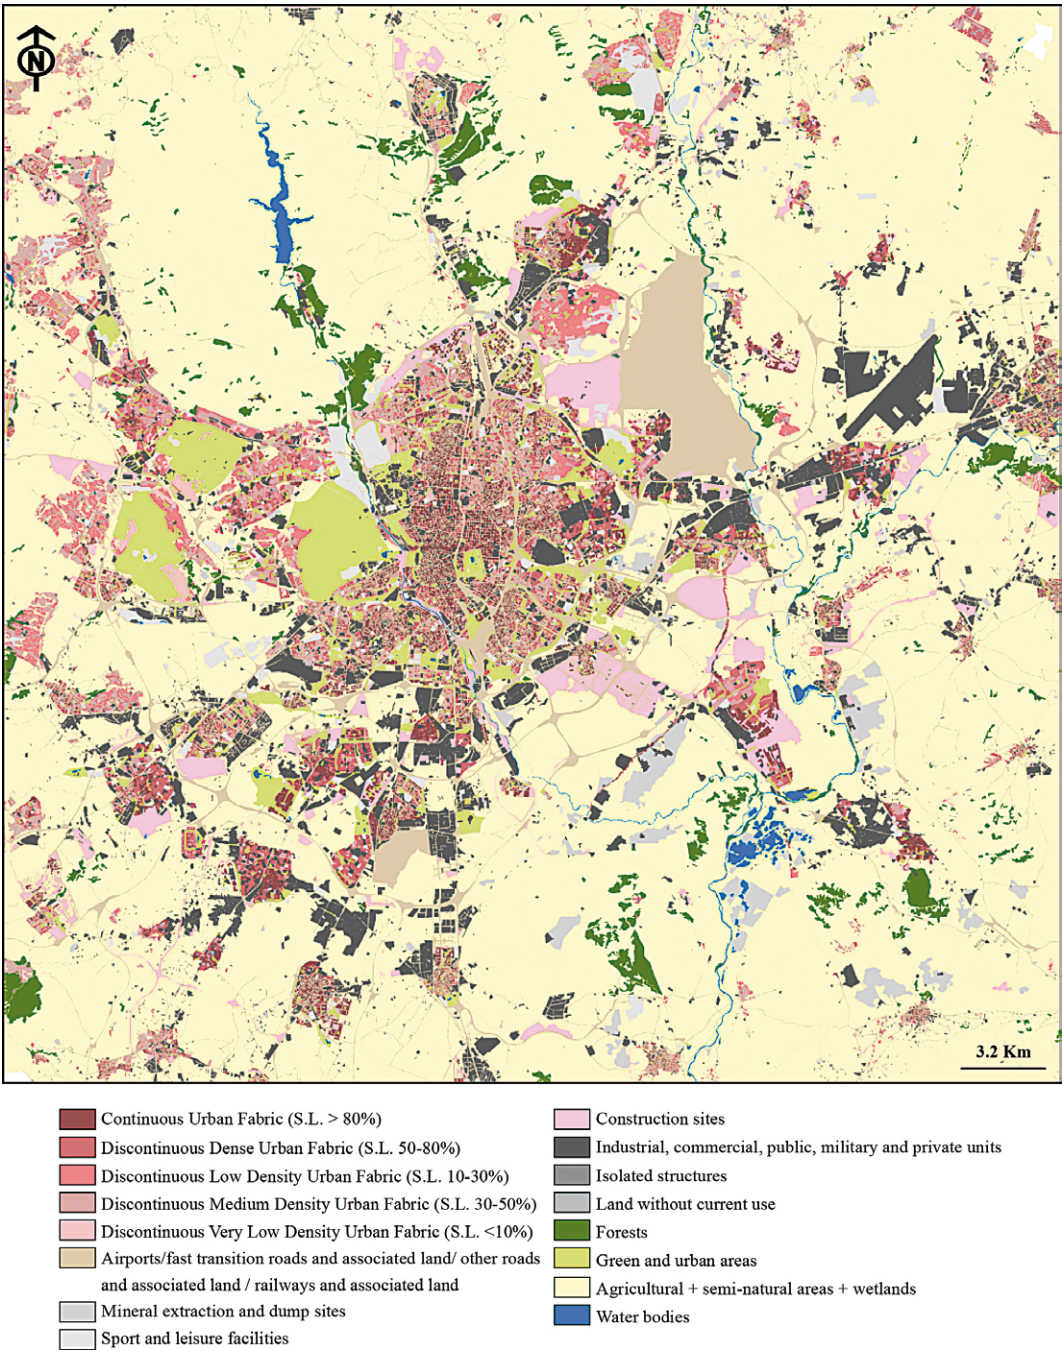 N
3.2 Km
Continuous Urban Fabric (S.L. > 80%)
Discontinuous Dense Urban Fabric (S.L. 50-80%)
Discontinuous Low Density Urban Fabric (S.L. 10-30%)
Discontinuous Medium Density Urban Fabric (S.L. 30-50%)
Discontinuous Very Low Density Urban Fabric (S.L. <10%)
Airports/fast transition roads and associated land/ other roads
and associated land / railways and associated land
Mineral extraction and dump sites
Sport and leisure facilities
Construction sites
Industrial, commercial, public, military and private units
Isolated structures
Land without current use
Forests
Green and urban areas
Agricultural + semi-natural areas + wetlands
Water bodies